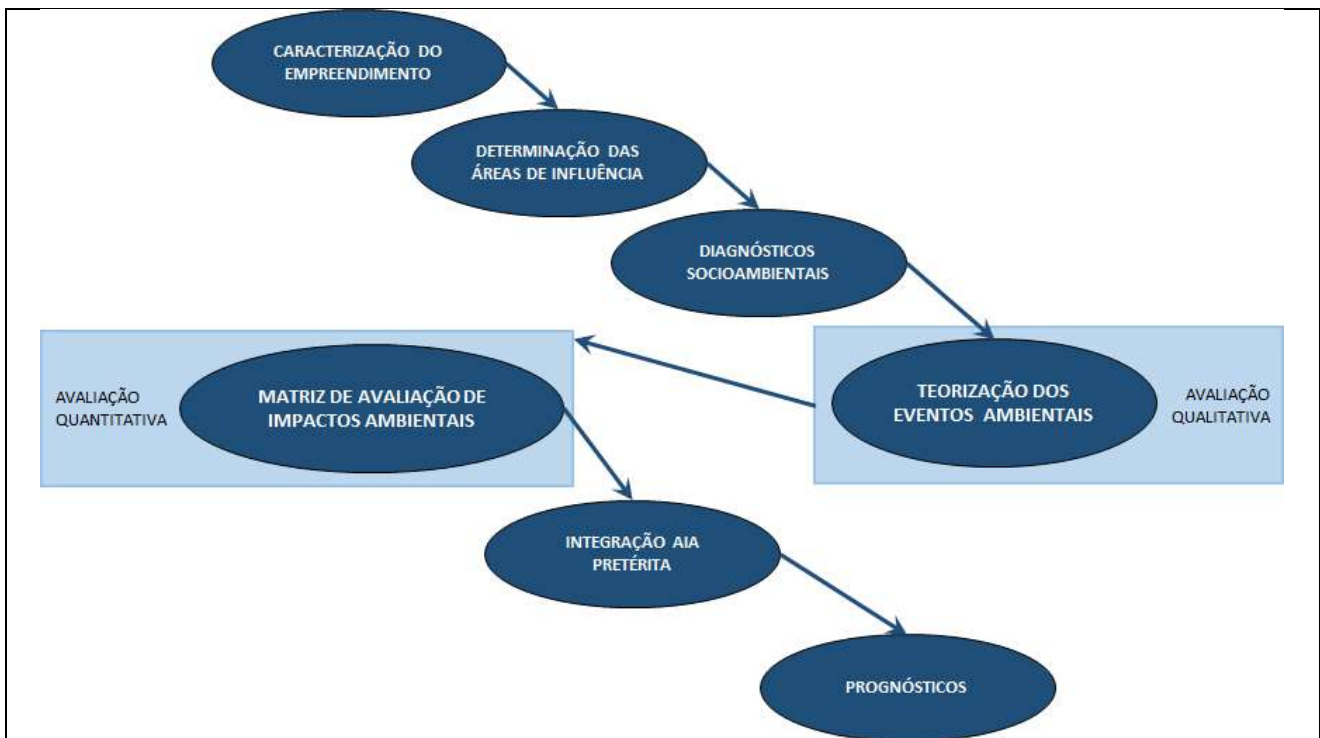 CARACTERIZAÇÃO DO
EMPREENDIMENTO
DETERMINAÇÃO DAS
ÁREAS DE INFLUÊNCIA
DIAGNÓSTICOS
SOCIOAMBIENTAIS
TEORIZAÇÃO DOS
EVENTOS AMBIENTAIS
AVALIAÇÃO
QUALITATIVA
AVALIAÇÃO
QUANTITATIVA
MATRIZ DE AVALIAÇÃO DE
IMPACTOS AMBIENTAIS
INTEGRAÇÃO AIA
PRETÉRITA
PROGNÓSTICOS